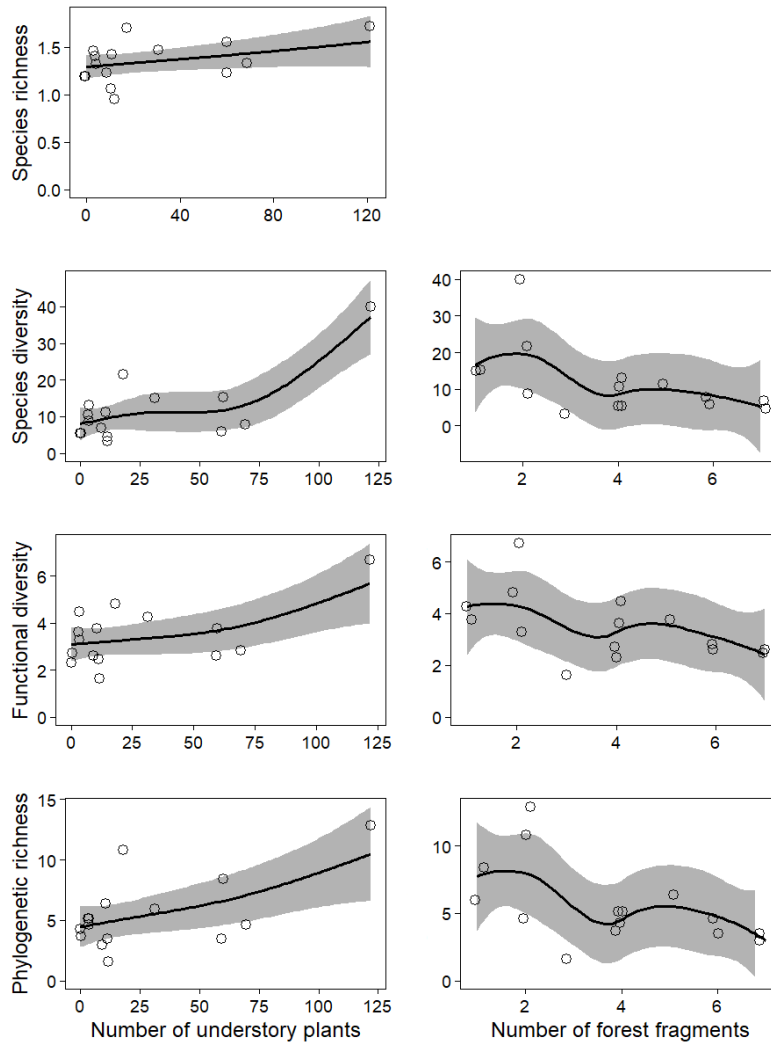 Species richness
1.5
1.0
0.5
0.0
0 40 80 120
Species diversity
40
30
20
10
0
0 25 50 75 100 125
40
30
20
10
0
2 4 6
Functional diversity
6
4
2
0
0 25 50 75 100 125
6
4
2
0
2 4 6
Phylogenetic richness
15
10
5
0
0 25 50 75 100 125
Number of understory plants
10
5
0
2 4 6
Number of forest fragments